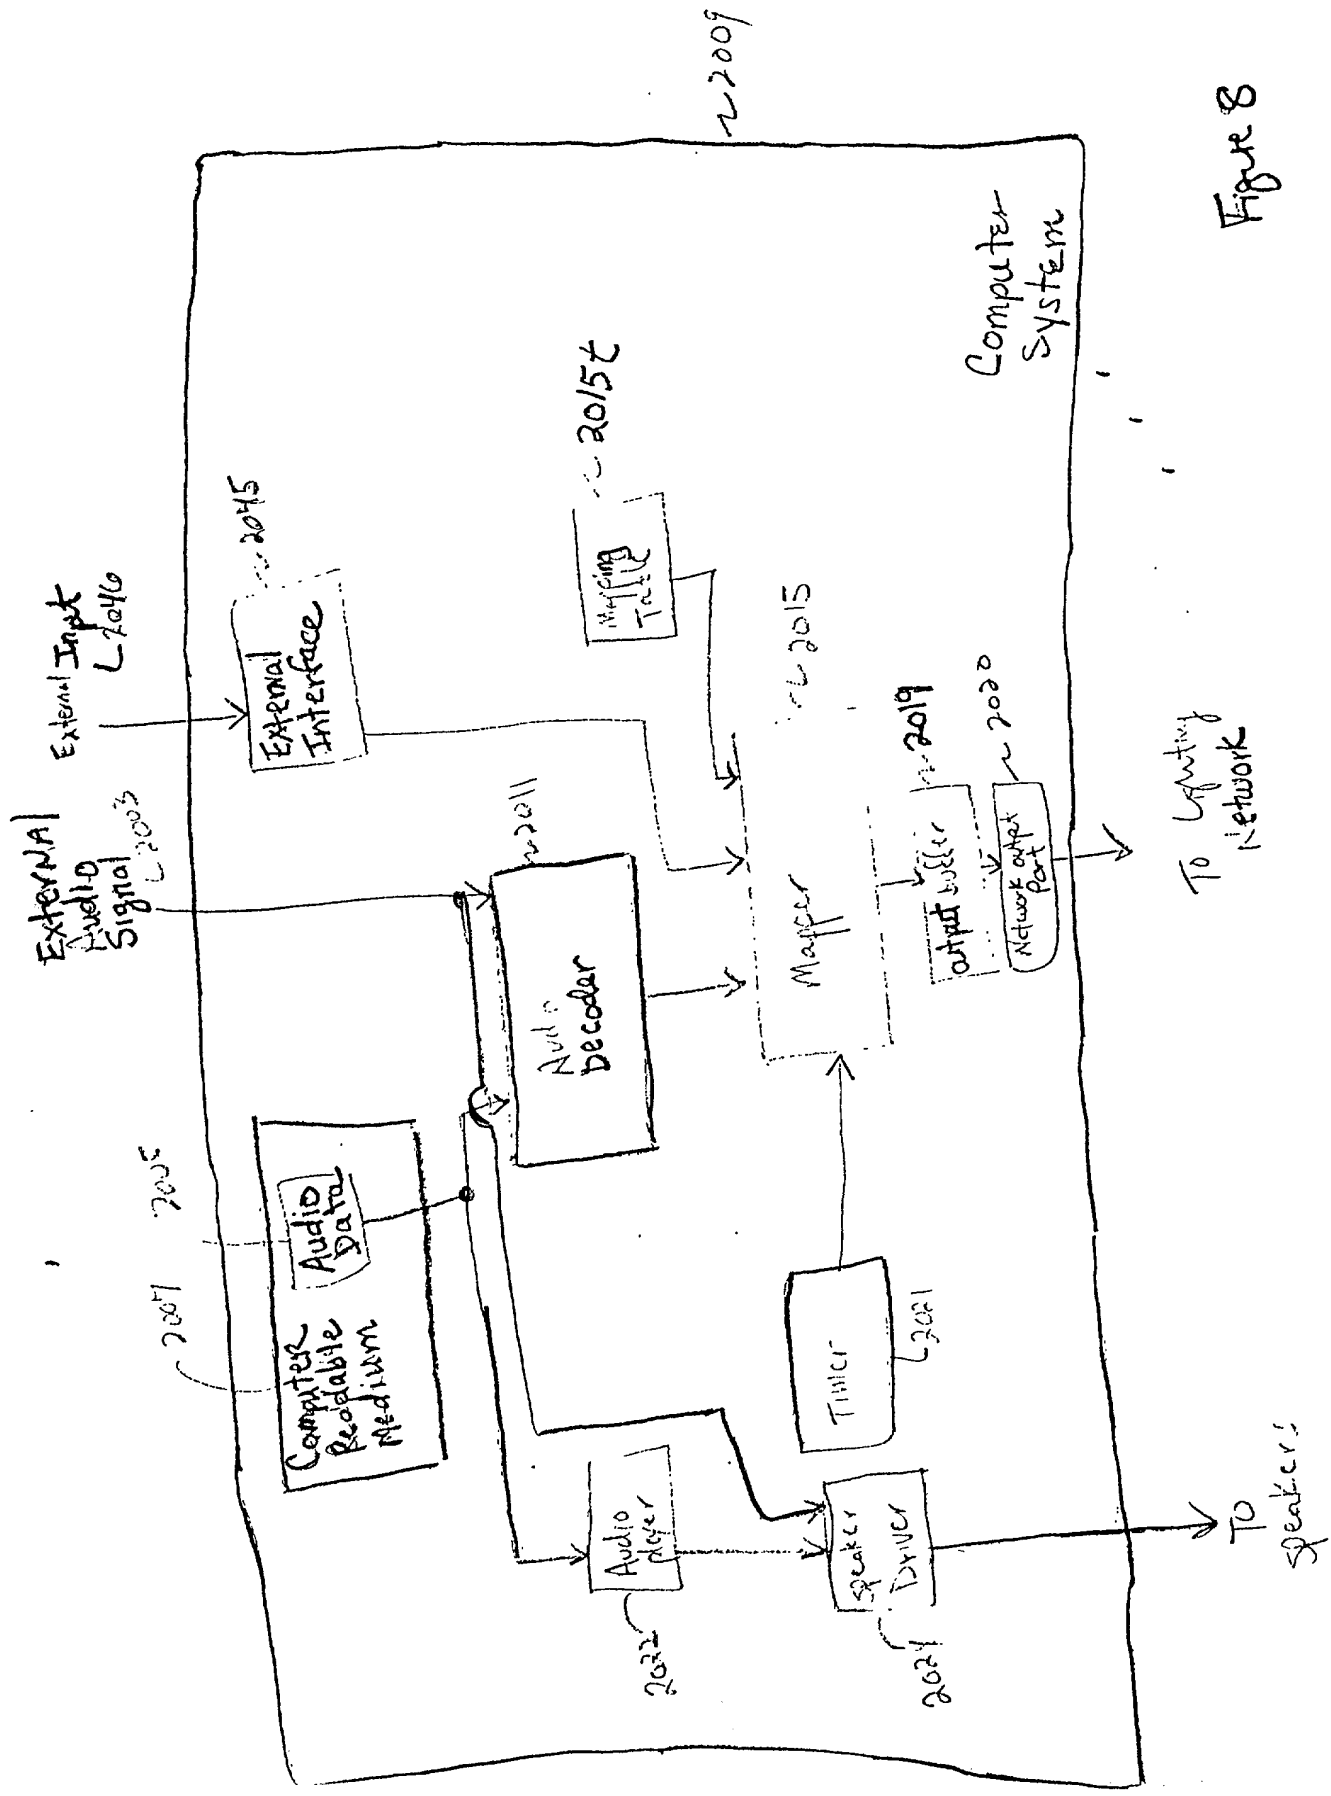 2007
2005
External
Audio
Signal
2003
External
Input
2046
~2009
Computer
Readable
Medium
Audio
Data
External
Interface
~2045
Audio
Decoder
~2011
Mapping
Table
~2015t
Audio
player
2022
Timer
2021
Mapper
~2015
Speaker
Driver
output buffer
~2019
Network output
Port
~2020
Computer
System
To
Speakers
To Lighting
Network
Figure 8